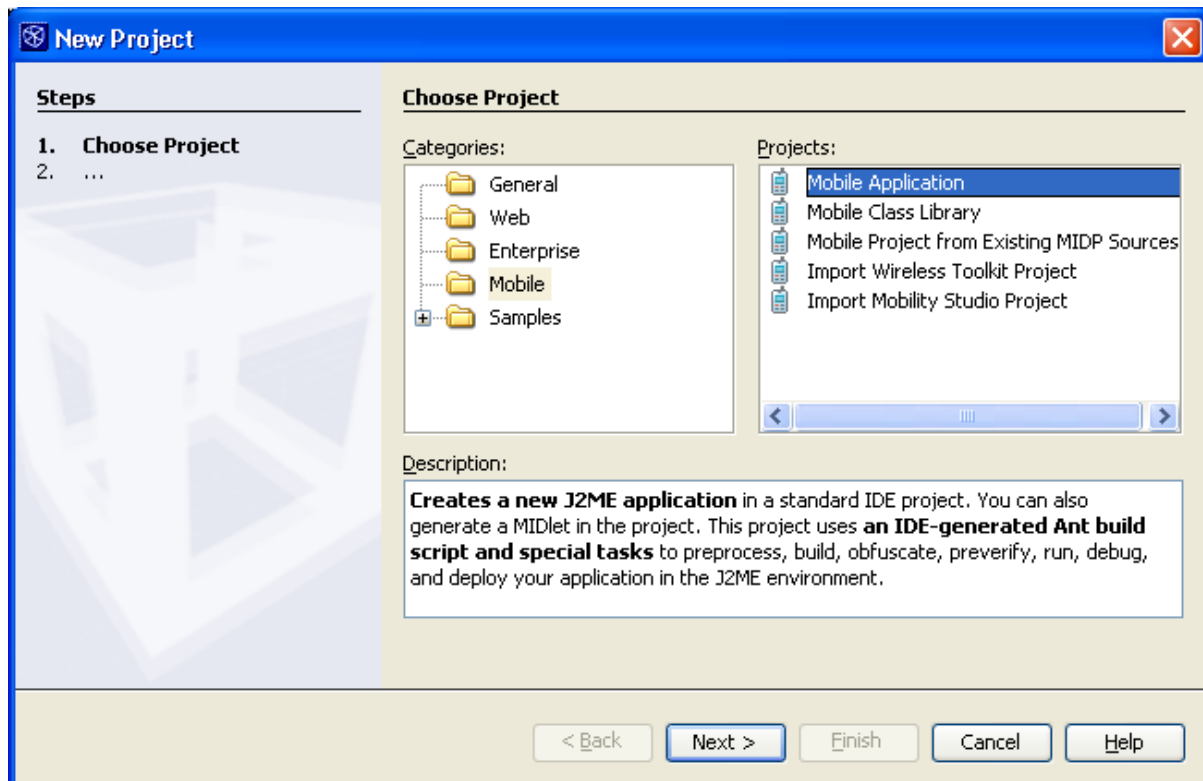 New Project
Steps
1. Choose Project
2. ...
Choose Project
Categories:
General
Web
Enterprise
Mobile
Samples
Projects:
Mobile Application
Mobile Class Library
Mobile Project from Existing MIDP Sources
Import Wireless Toolkit Project
Import Mobility Studio Project
Description:
Creates a new J2ME application in a standard IDE project. You can also
generate a MIDlet in the project. This project uses an IDE-generated Ant build
script and special tasks to preprocess, build, obfuscate, preverify, run, debug,
and deploy your application in the J2ME environment.
< Back
Next >
Finish
Cancel
Help